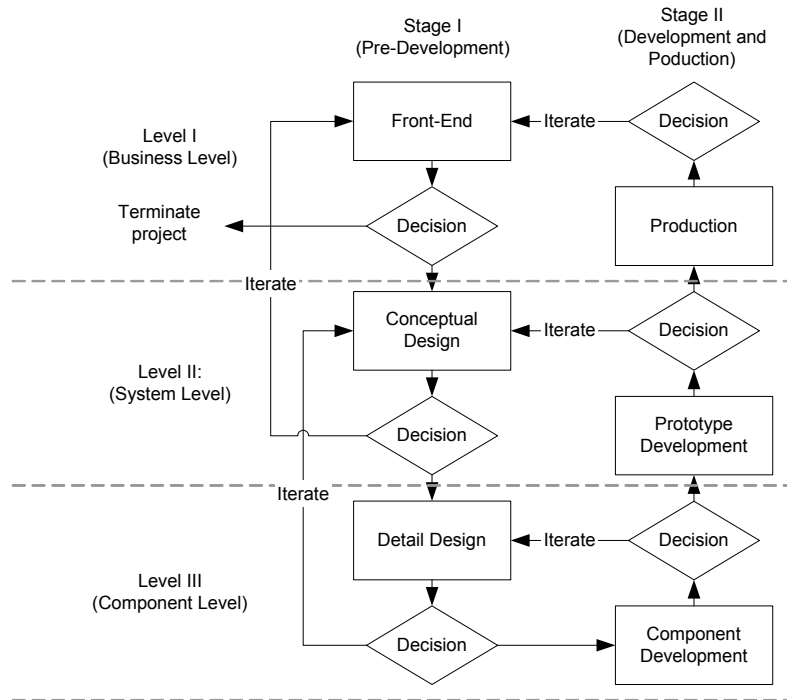 Stage I
(Pre-Development)
Stage II
(Development and
Poduction)
Front-End
Iterate
Decision
Level I
(Business Level)
Terminate
project
Decision
Production
Iterate
Conceptual
Design
Iterate
Decision
Level II:
(System Level)
Decision
Prototype
Development
Iterate
Detail Design
Iterate
Decision
Level III
(Component Level)
Decision
Component
Development